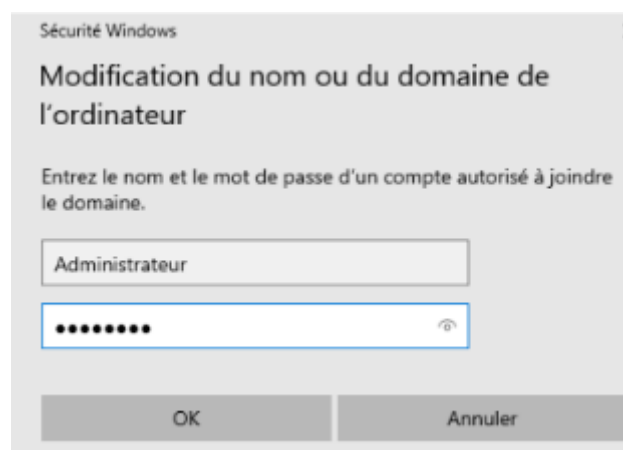 Sécurité Windows
Modification du nom ou du domaine de
l'ordinateur
Entrez le nom et le mot de passe d'un compte autorisé à joindre
le domaine.
Administrateur
••••••••
OK
Annuler